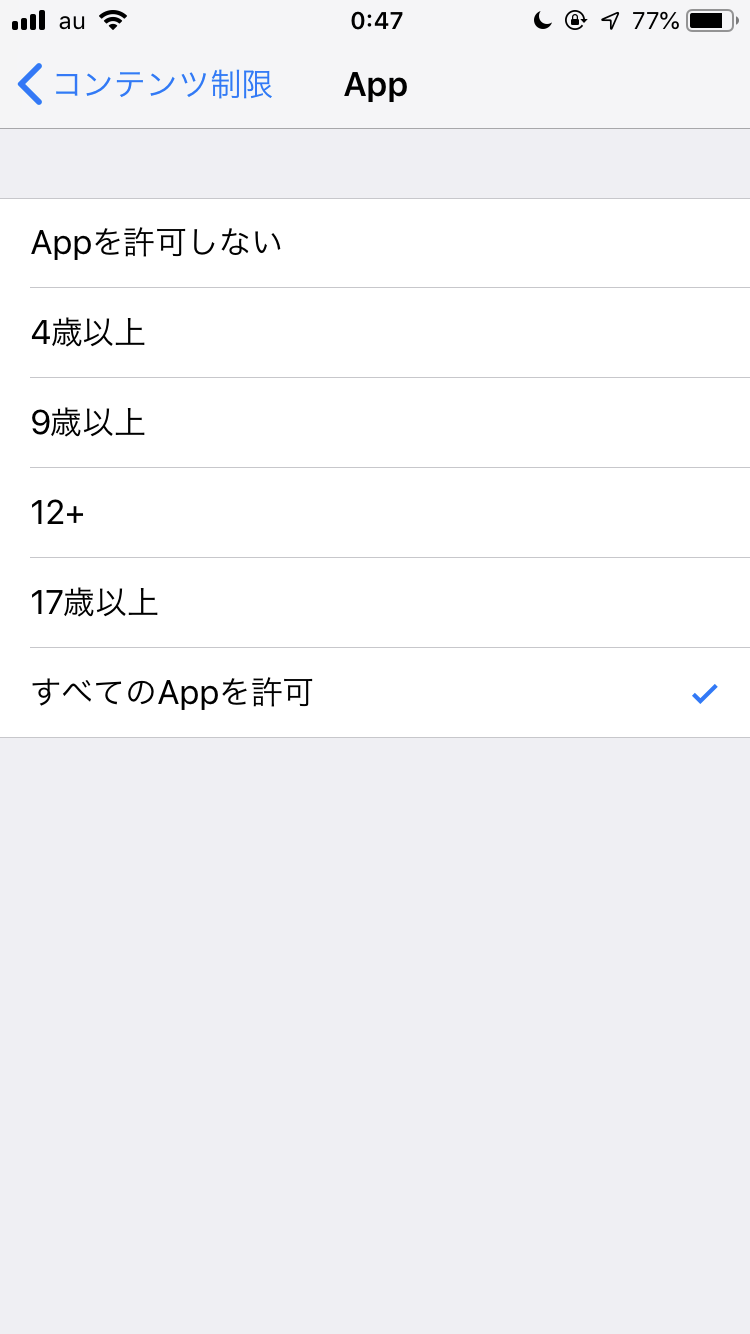 au 0:47 77%
コンテンツ制限 App
Appを許可しない
4歳以上
9歳以上
12+
17歳以上
すべてのAppを許可